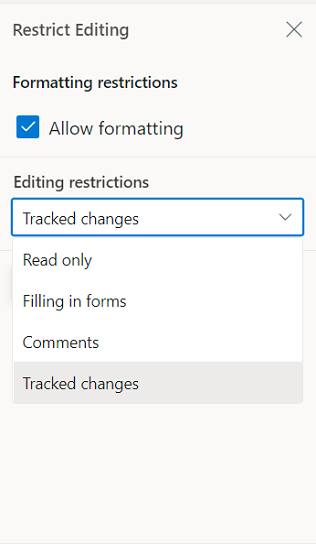 Restrict Editing
Formatting restrictions
Allow formatting
Editing restrictions
Tracked changes
Read only
Filling in forms
Comments
Tracked changes